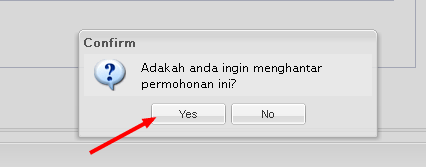 Confirm
Adakah anda ingin menghantar
permohonan ini?
Yes No